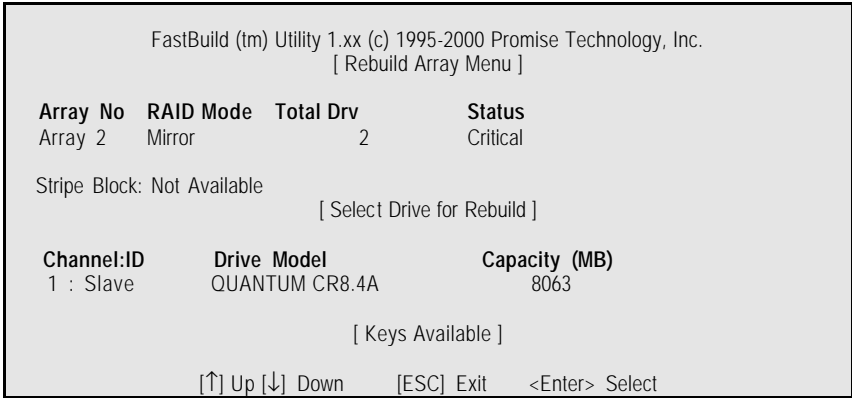 FastBuild (tm) Utility 1.xx (c) 1995-2000 Promise Technology, Inc.
[ Rebuild Array Menu ]
Array No RAID Mode Total Drv Status
Array 2 Mirror 2 Critical
Stripe Block: Not Available
[ Select Drive for Rebuild ]
Channel:ID Drive Model Capacity (MB)
1 : Slave QUANTUM CR8.4A 8063
[ Keys Available ]
[↑] Up [↓] Down [ESC] Exit <Enter> Select